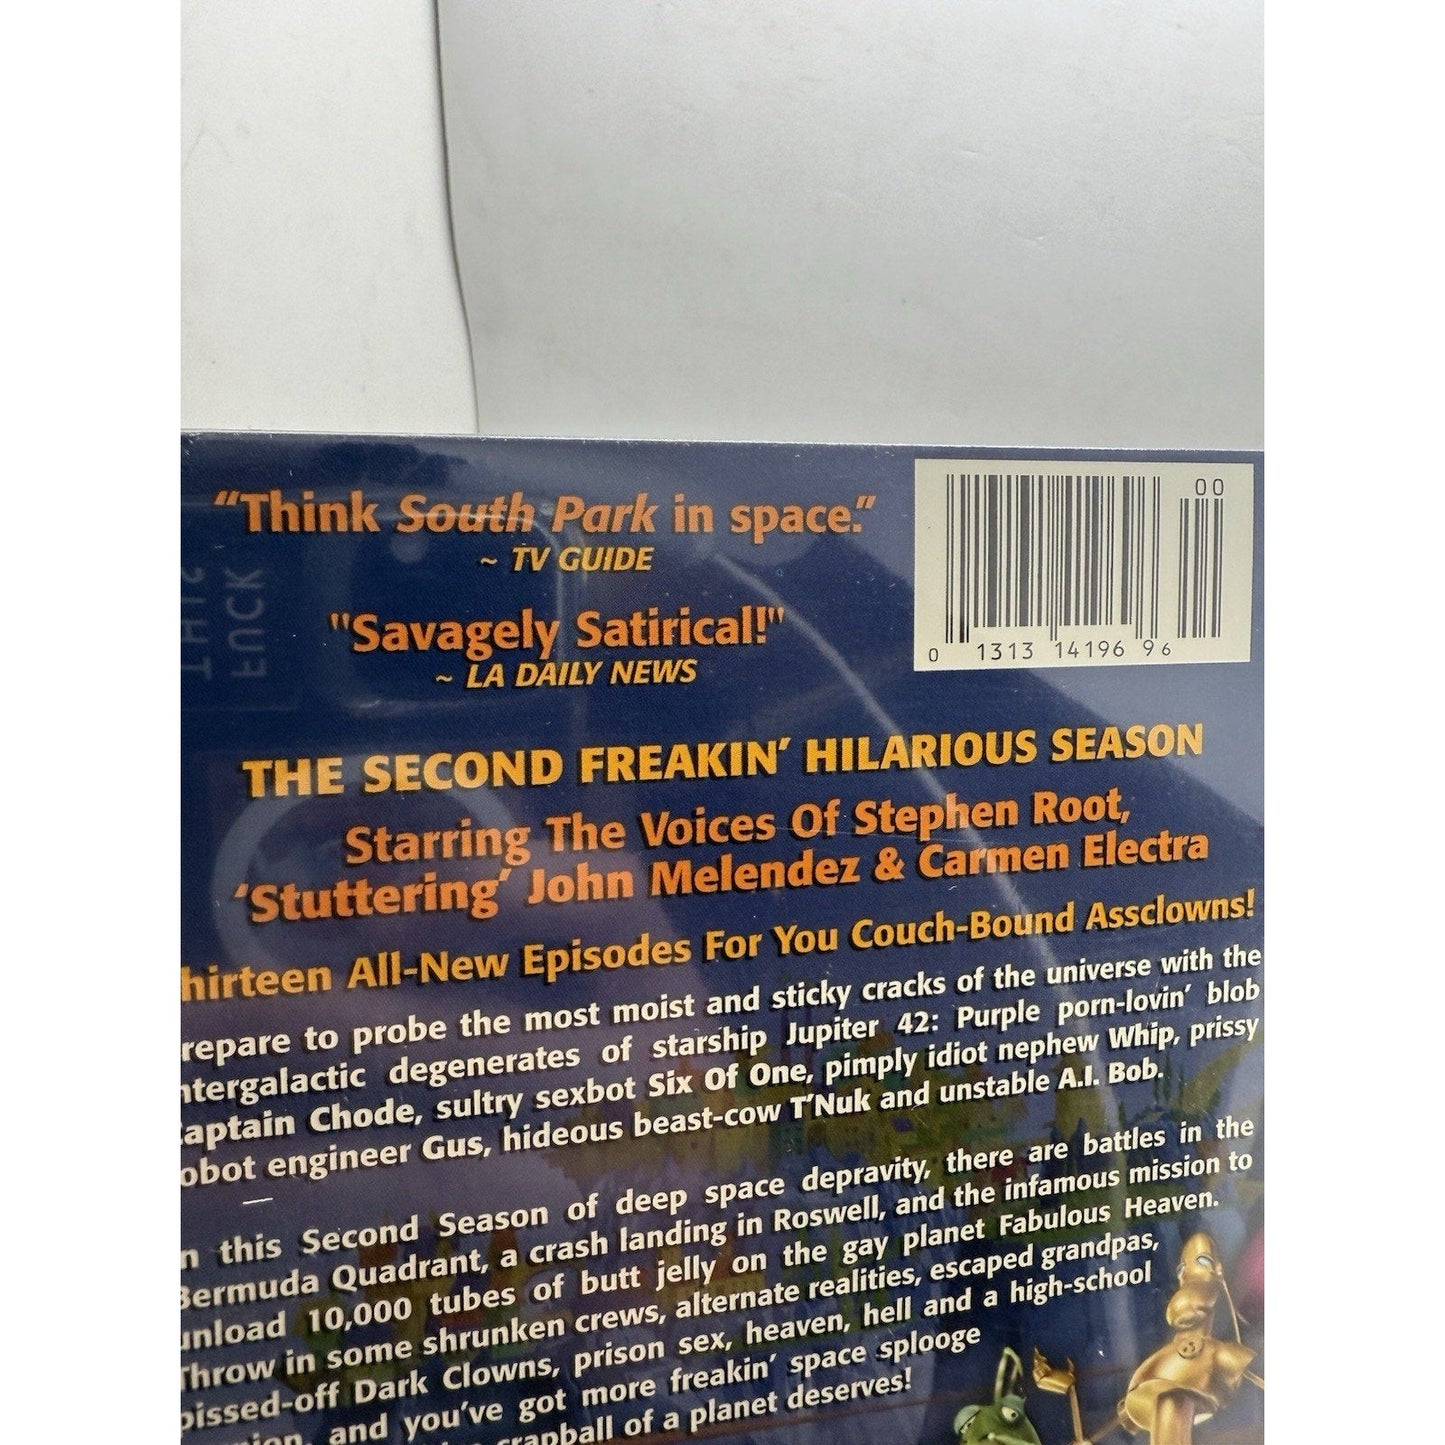 “Think South Park in space.”
~ TV GUIDE
"Savagely Satirical!"
~ LA DAILY NEWS
00
0 1313 14196 96
THIS
FUCK
THE SECOND FREAKIN’ HILARIOUS SEASON
Starring The Voices Of Stephen Root,
‘Stuttering’ John Melendez & Carmen Electra
hirteen All-New Episodes For You Couch-Bound Assclowns!
repare to probe the most moist and sticky cracks of the universe with the
ntergalactic degenerates of starship Jupiter 42: Purple porn-lovin’ blob
aptain Chode, sultry sexbot Six Of One, pimply idiot nephew Whip, prissy
obot engineer Gus, hideous beast-cow T’Nuk and unstable A.I. Bob.
n this Second Season of deep space depravity, there are battles in the
Bermuda Quadrant, a crash landing in Roswell, and the infamous mission to
unload 10,000 tubes of butt jelly on the gay planet Fabulous Heaven.
Throw in some shrunken crews, alternate realities, escaped grandpas,
pissed-off Dark Clowns, prison sex, heaven, hell and a high-school
and you’ve got more freakin’ space splooge
crapball of a planet deserves!